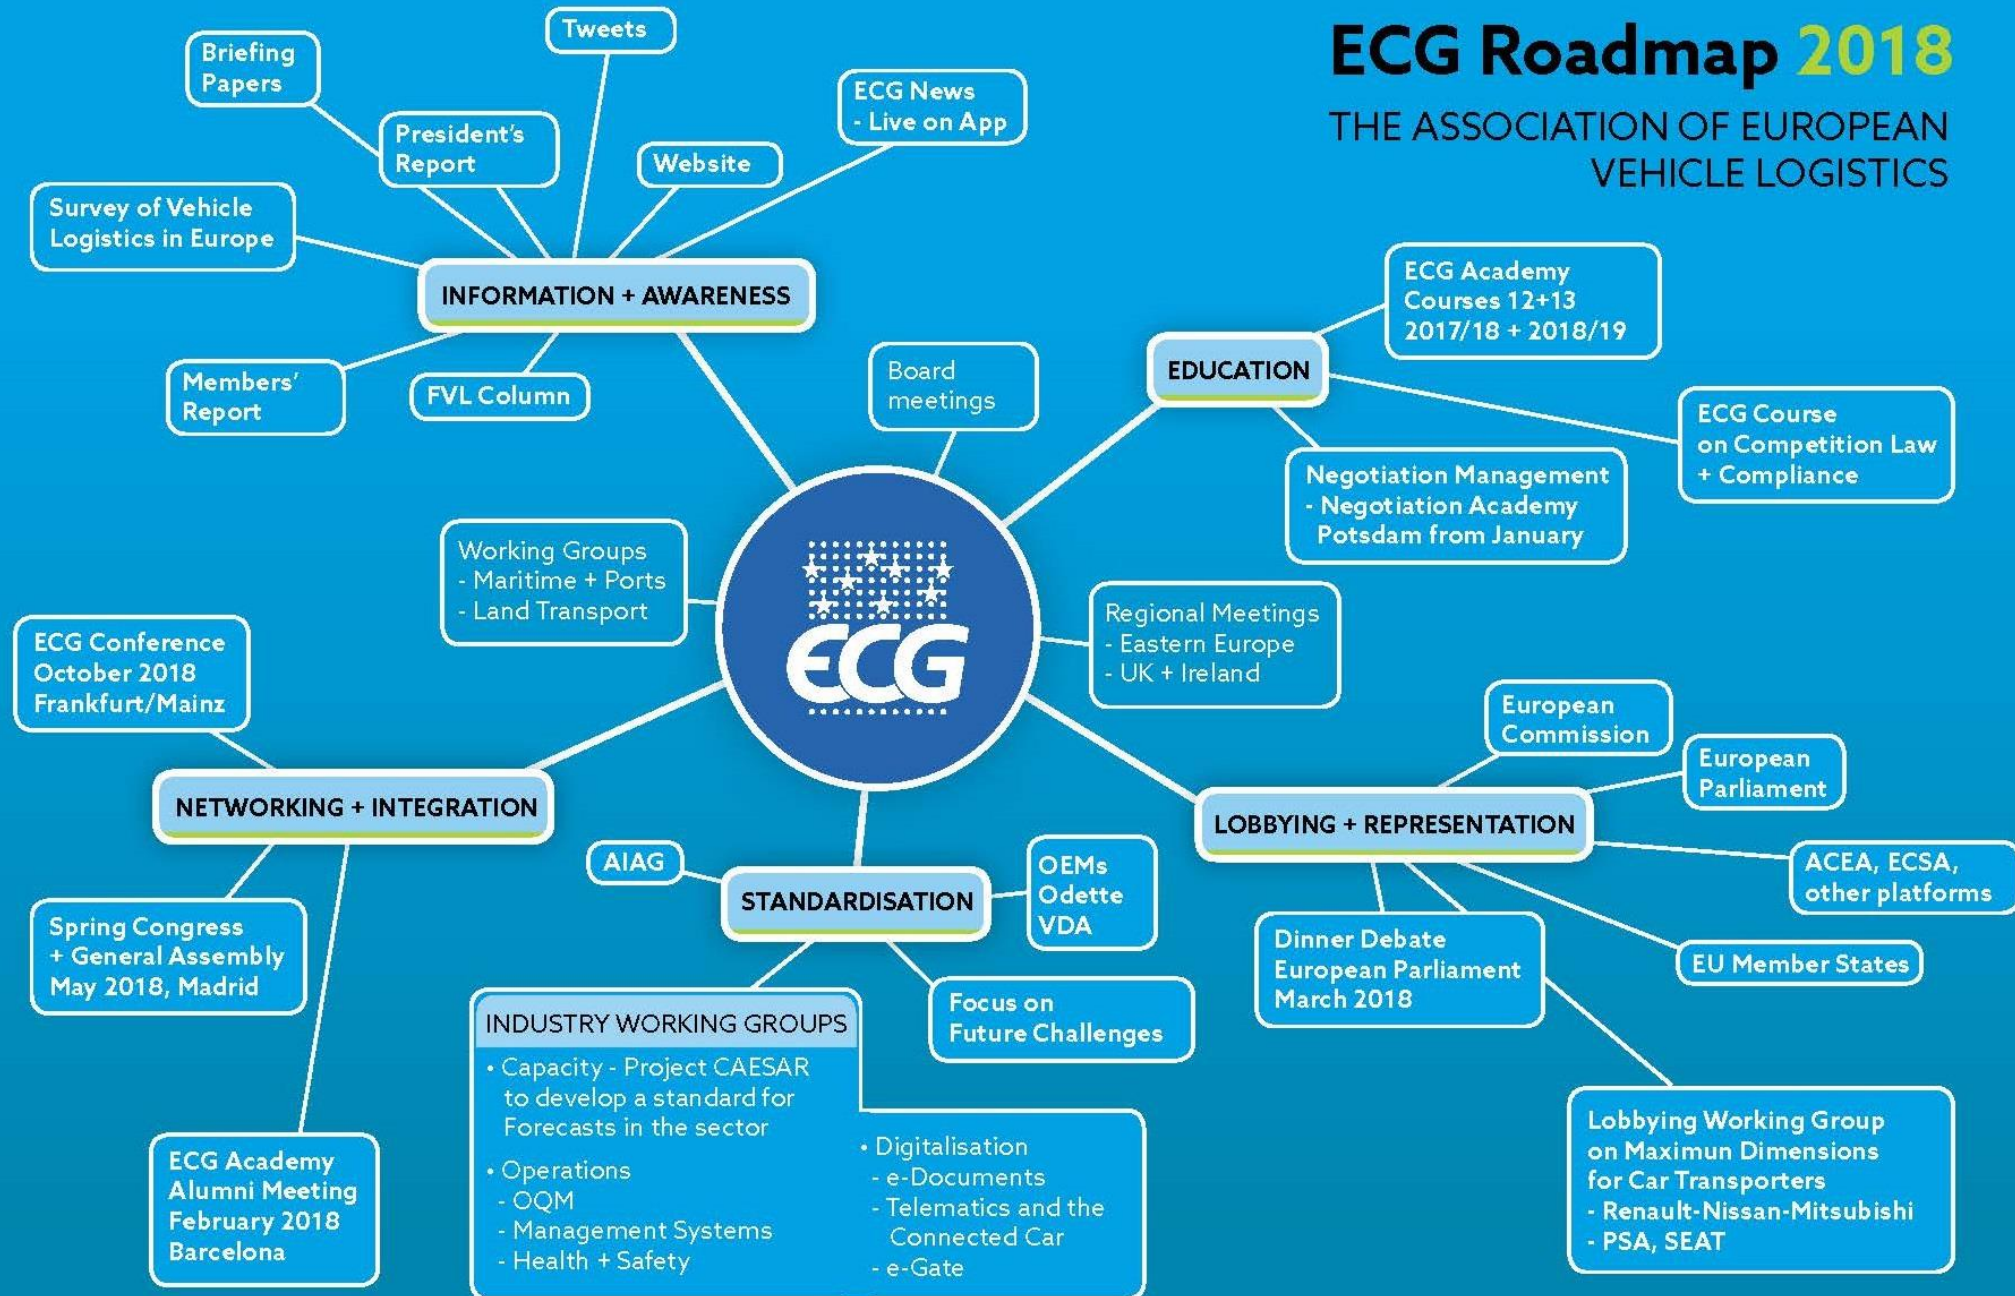 ECG Roadmap 2018
THE ASSOCIATION OF EUROPEAN
VEHICLE LOGISTICS
Briefing
Papers
Tweets
President's
Report
Website
ECG News
- Live on App
Survey of Vehicle
Logistics in Europe
INFORMATION + AWARENESS
Members'
Report
FVL Column
Board
meetings
EDUCATION
ECG Academy
Courses 12+13
2017/18 + 2018/19
ECG Course
on Competition Law
+ Compliance
Negotiation Management
- Negotiation Academy
Potsdam from January
Working Groups
- Maritime + Ports
- Land Transport
ECG
Regional Meetings
- Eastern Europe
- UK + Ireland
ECG Conference
October 2018
Frankfurt/Mainz
NETWORKING + INTEGRATION
Spring Congress
+ General Assembly
May 2018, Madrid
ECG Academy
Alumni Meeting
February 2018
Barcelona
AIAG
STANDARDISATION
OEMs
Odette
VDA
Focus on
Future Challenges
INDUSTRY WORKING GROUPS
• Capacity - Project CAESAR
to develop a standard for
Forecasts in the sector
• Operations
- OQM
- Management Systems
- Health + Safety
• Digitalisation
- e-Documents
- Telematics and the
Connected Car
- e-Gate
LOBBYING + REPRESENTATION
European
Commission
European
Parliament
ACEA, ECSA,
other platforms
EU Member States
Dinner Debate
European Parliament
March 2018
Lobbying Working Group
on Maximun Dimensions
for Car Transporters
- Renault-Nissan-Mitsubishi
- PSA, SEAT